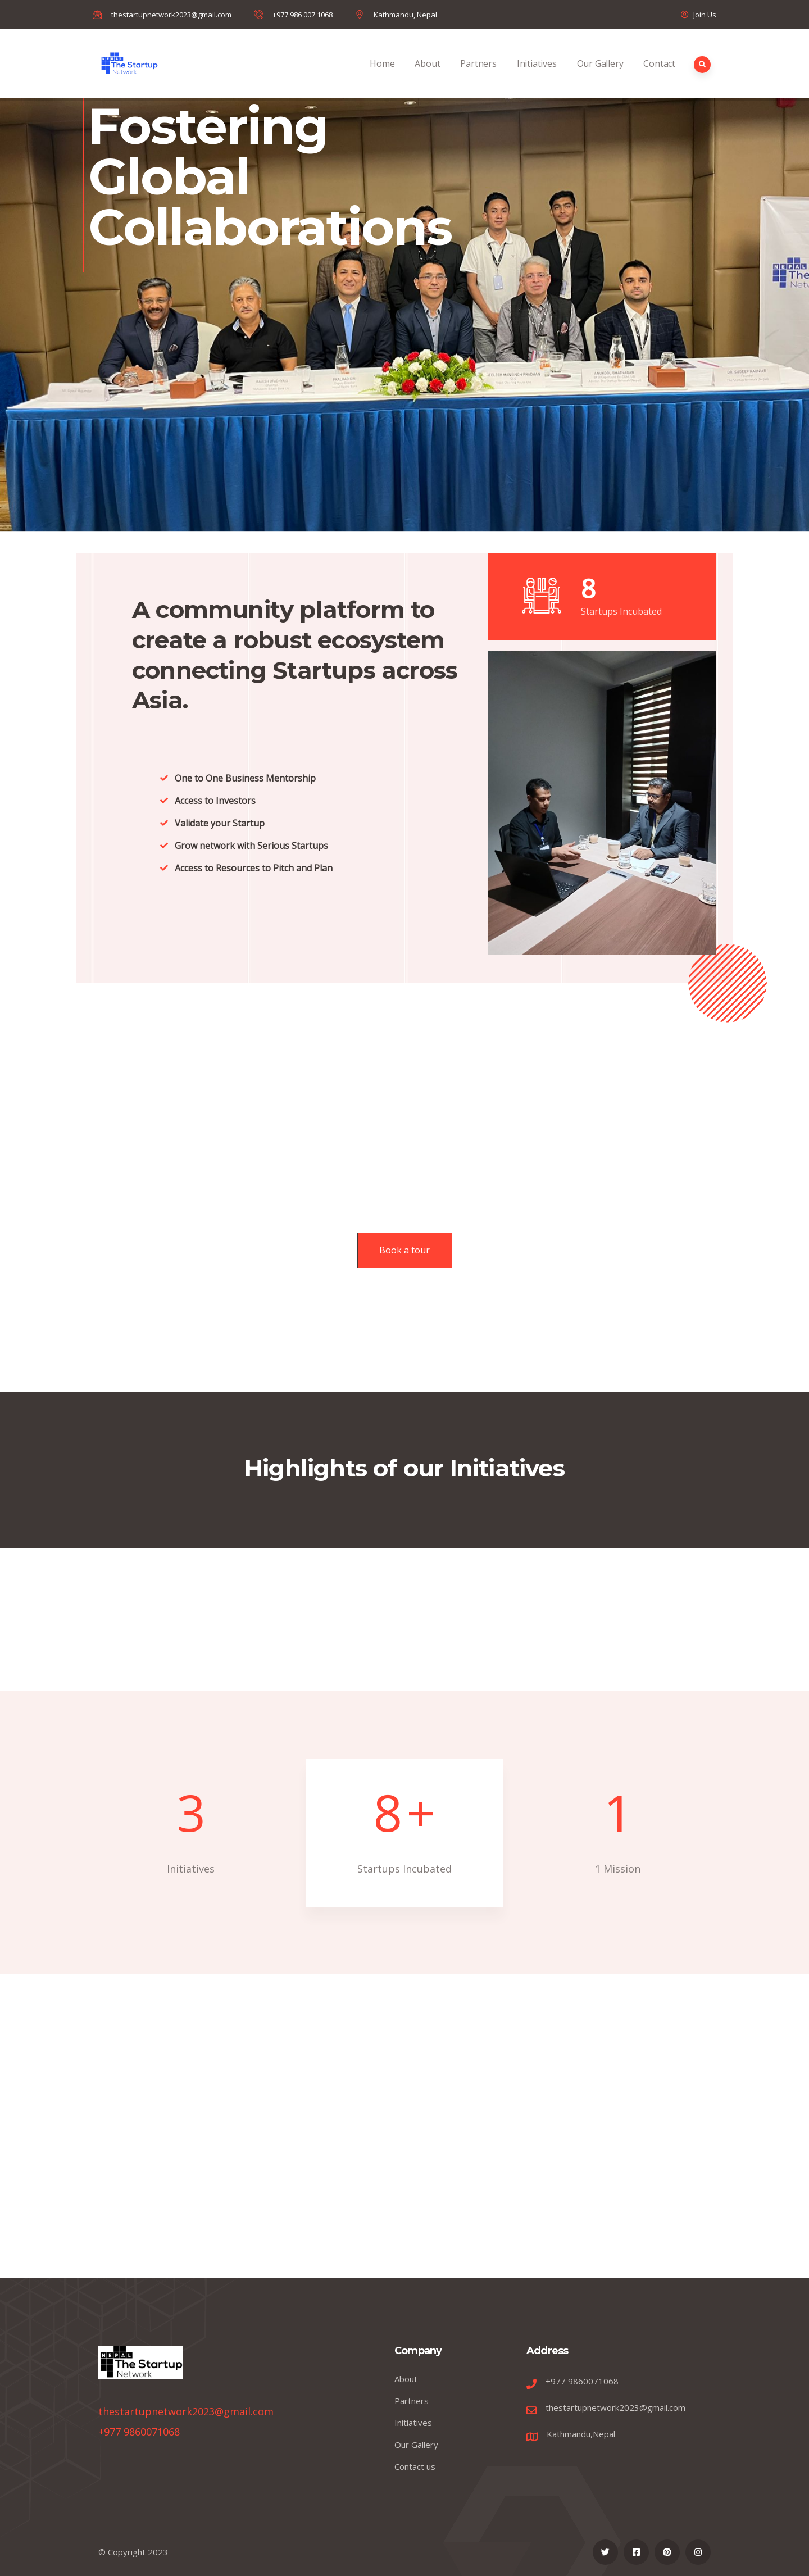 thestartupnetwork2023@gmail.com
+977 986 007 1068
Kathmandu, Nepal
Join Us
NEPAL
The Startup
Network
Home
About
Partners
Initiatives
Our Gallery
Contact
Fostering
Global
Collaborations
NEPAL
The
Netw
A community platform to
create a robust ecosystem
connecting Startups across
Asia.
One to One Business Mentorship
Access to Investors
Validate your Startup
Grow network with Serious Startups
Access to Resources to Pitch and Plan
8
Startups Incubated
Book a tour
Highlights of our Initiatives
3
Initiatives
8+
Startups Incubated
1
1 Mission
NEPAL
The Startup
Network
thestartupnetwork2023@gmail.com
+977 9860071068
Company
About
Partners
Initiatives
Our Gallery
Contact us
Address
+977 9860071068
thestartupnetwork2023@gmail.com
Kathmandu,Nepal
© Copyright 2023